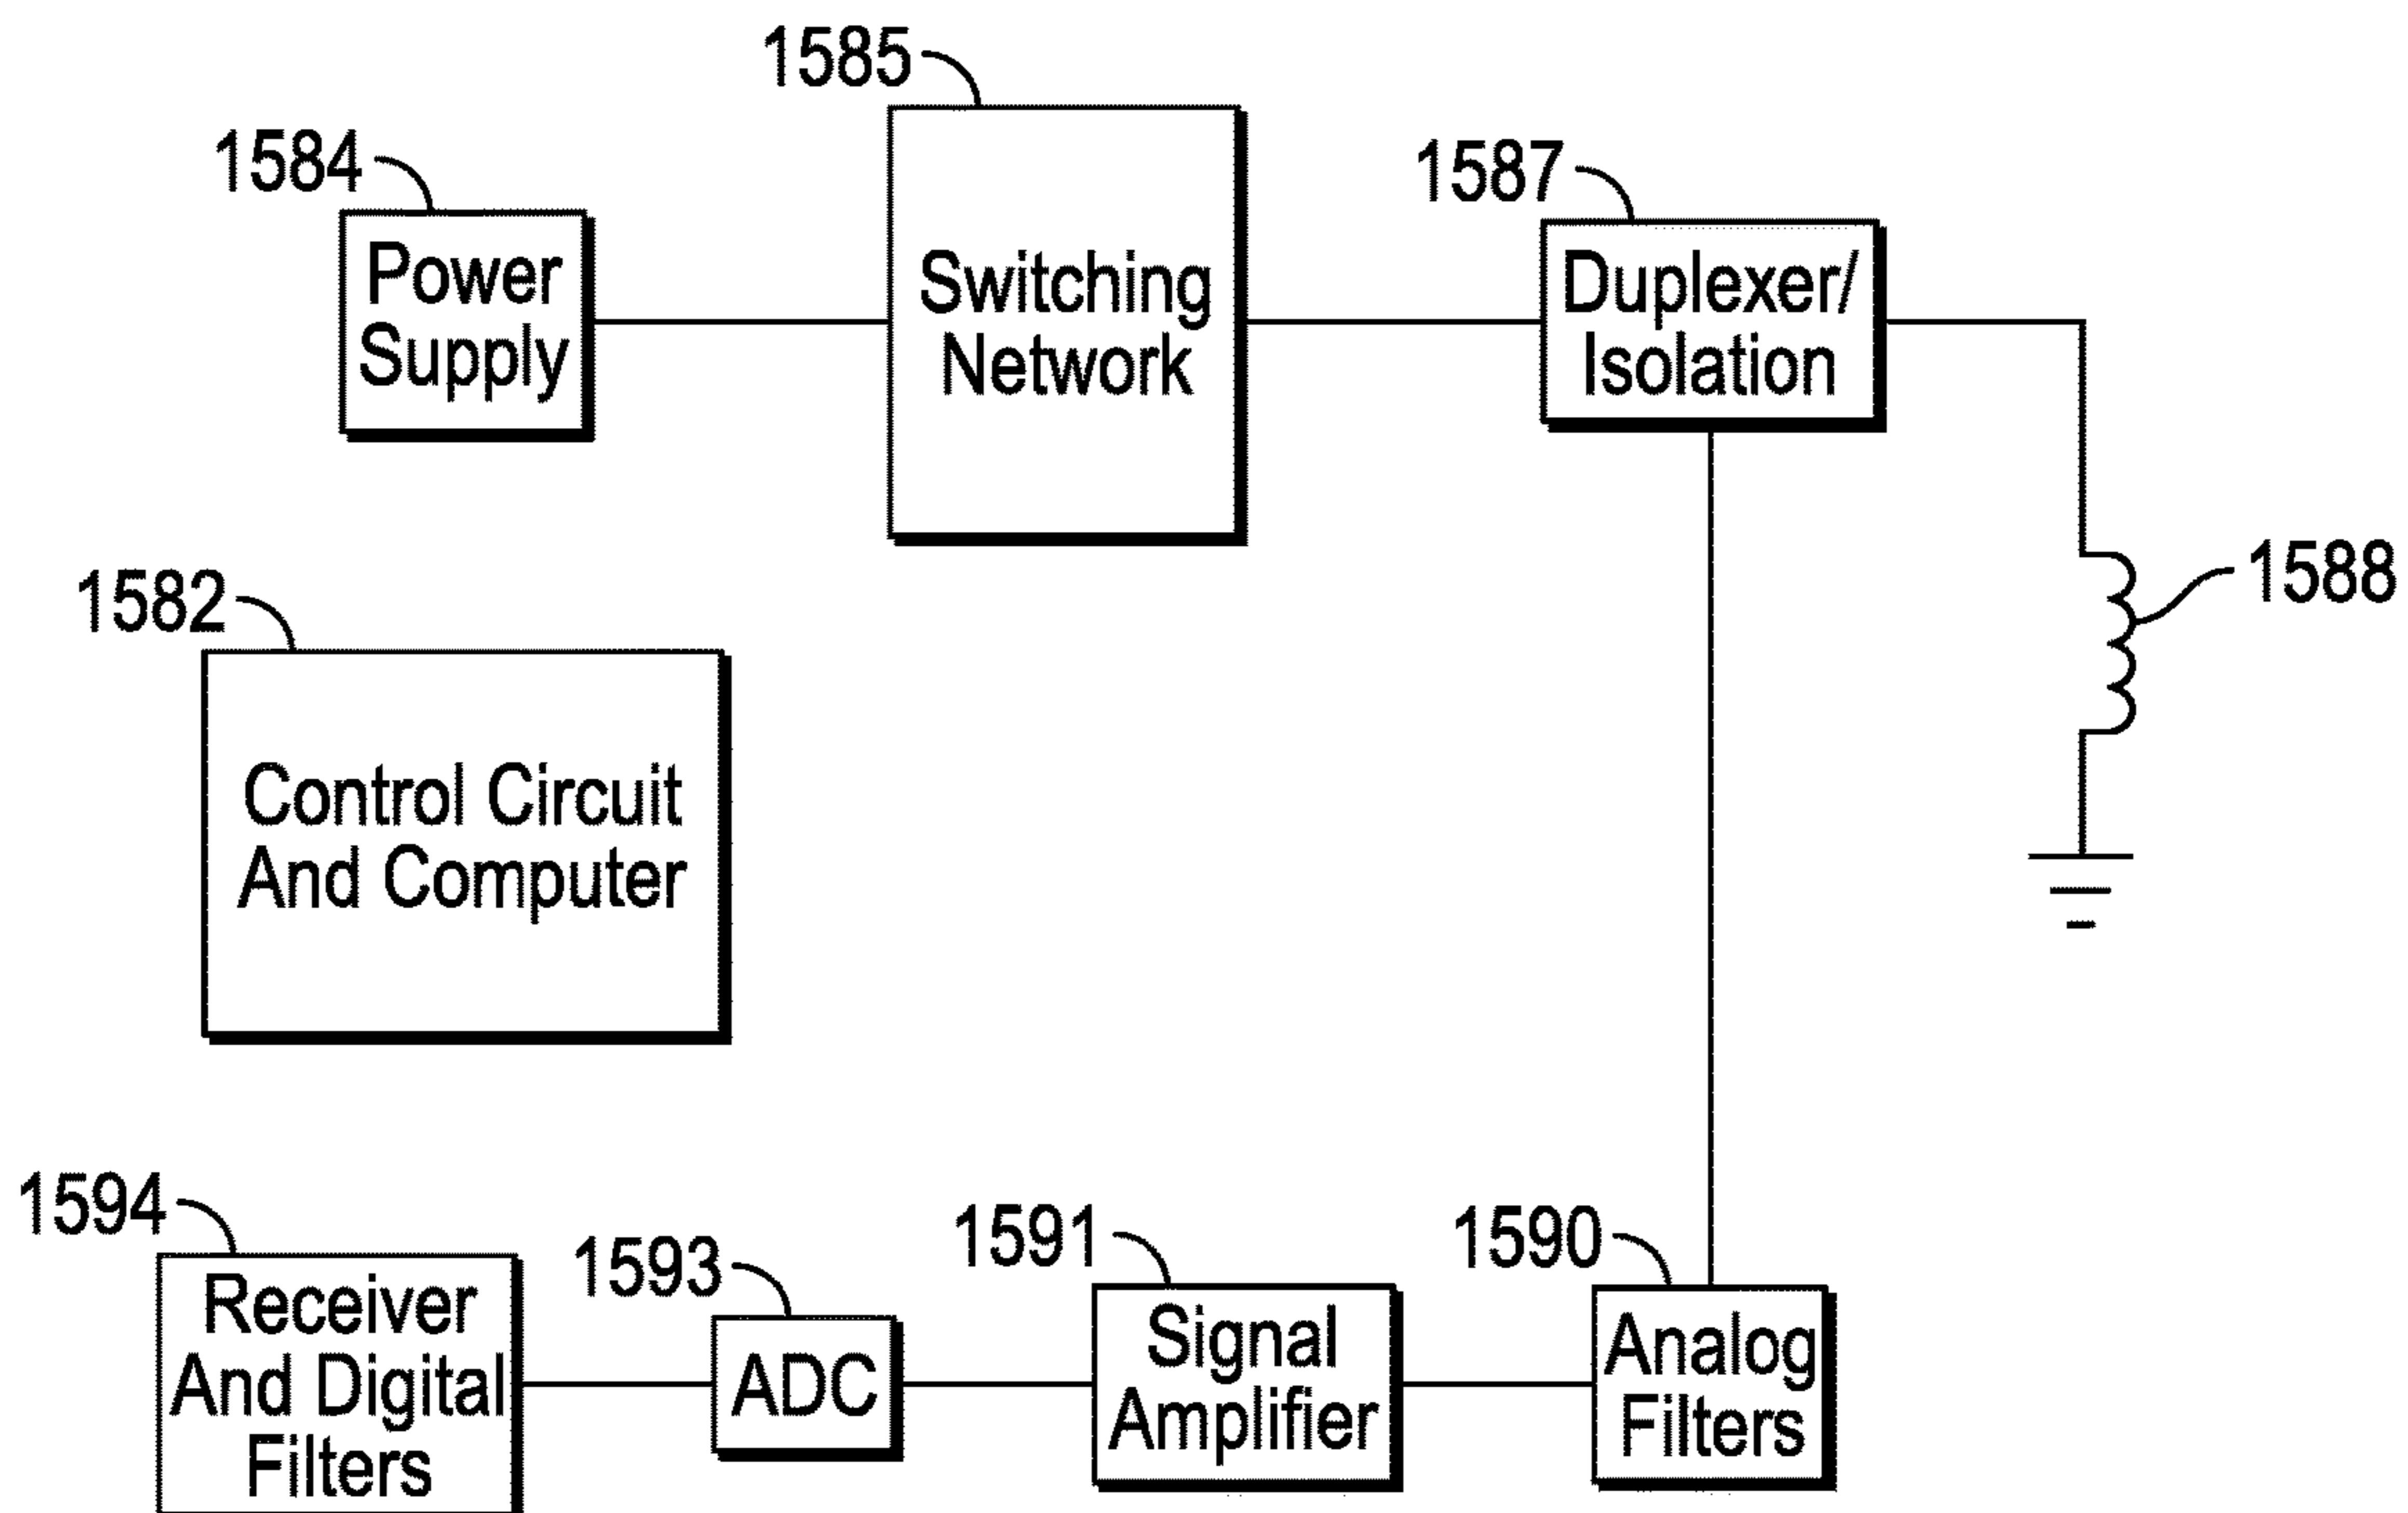 1585
1584
1587
Power
Supply
Switching
Network
Duplexer/
Isolation
1588
1582
Control Circuit
And Computer
1594
1593
1591
1590
Receiver
And Digital
Filters
ADC
Signal
Amplifier
Analog
Filters